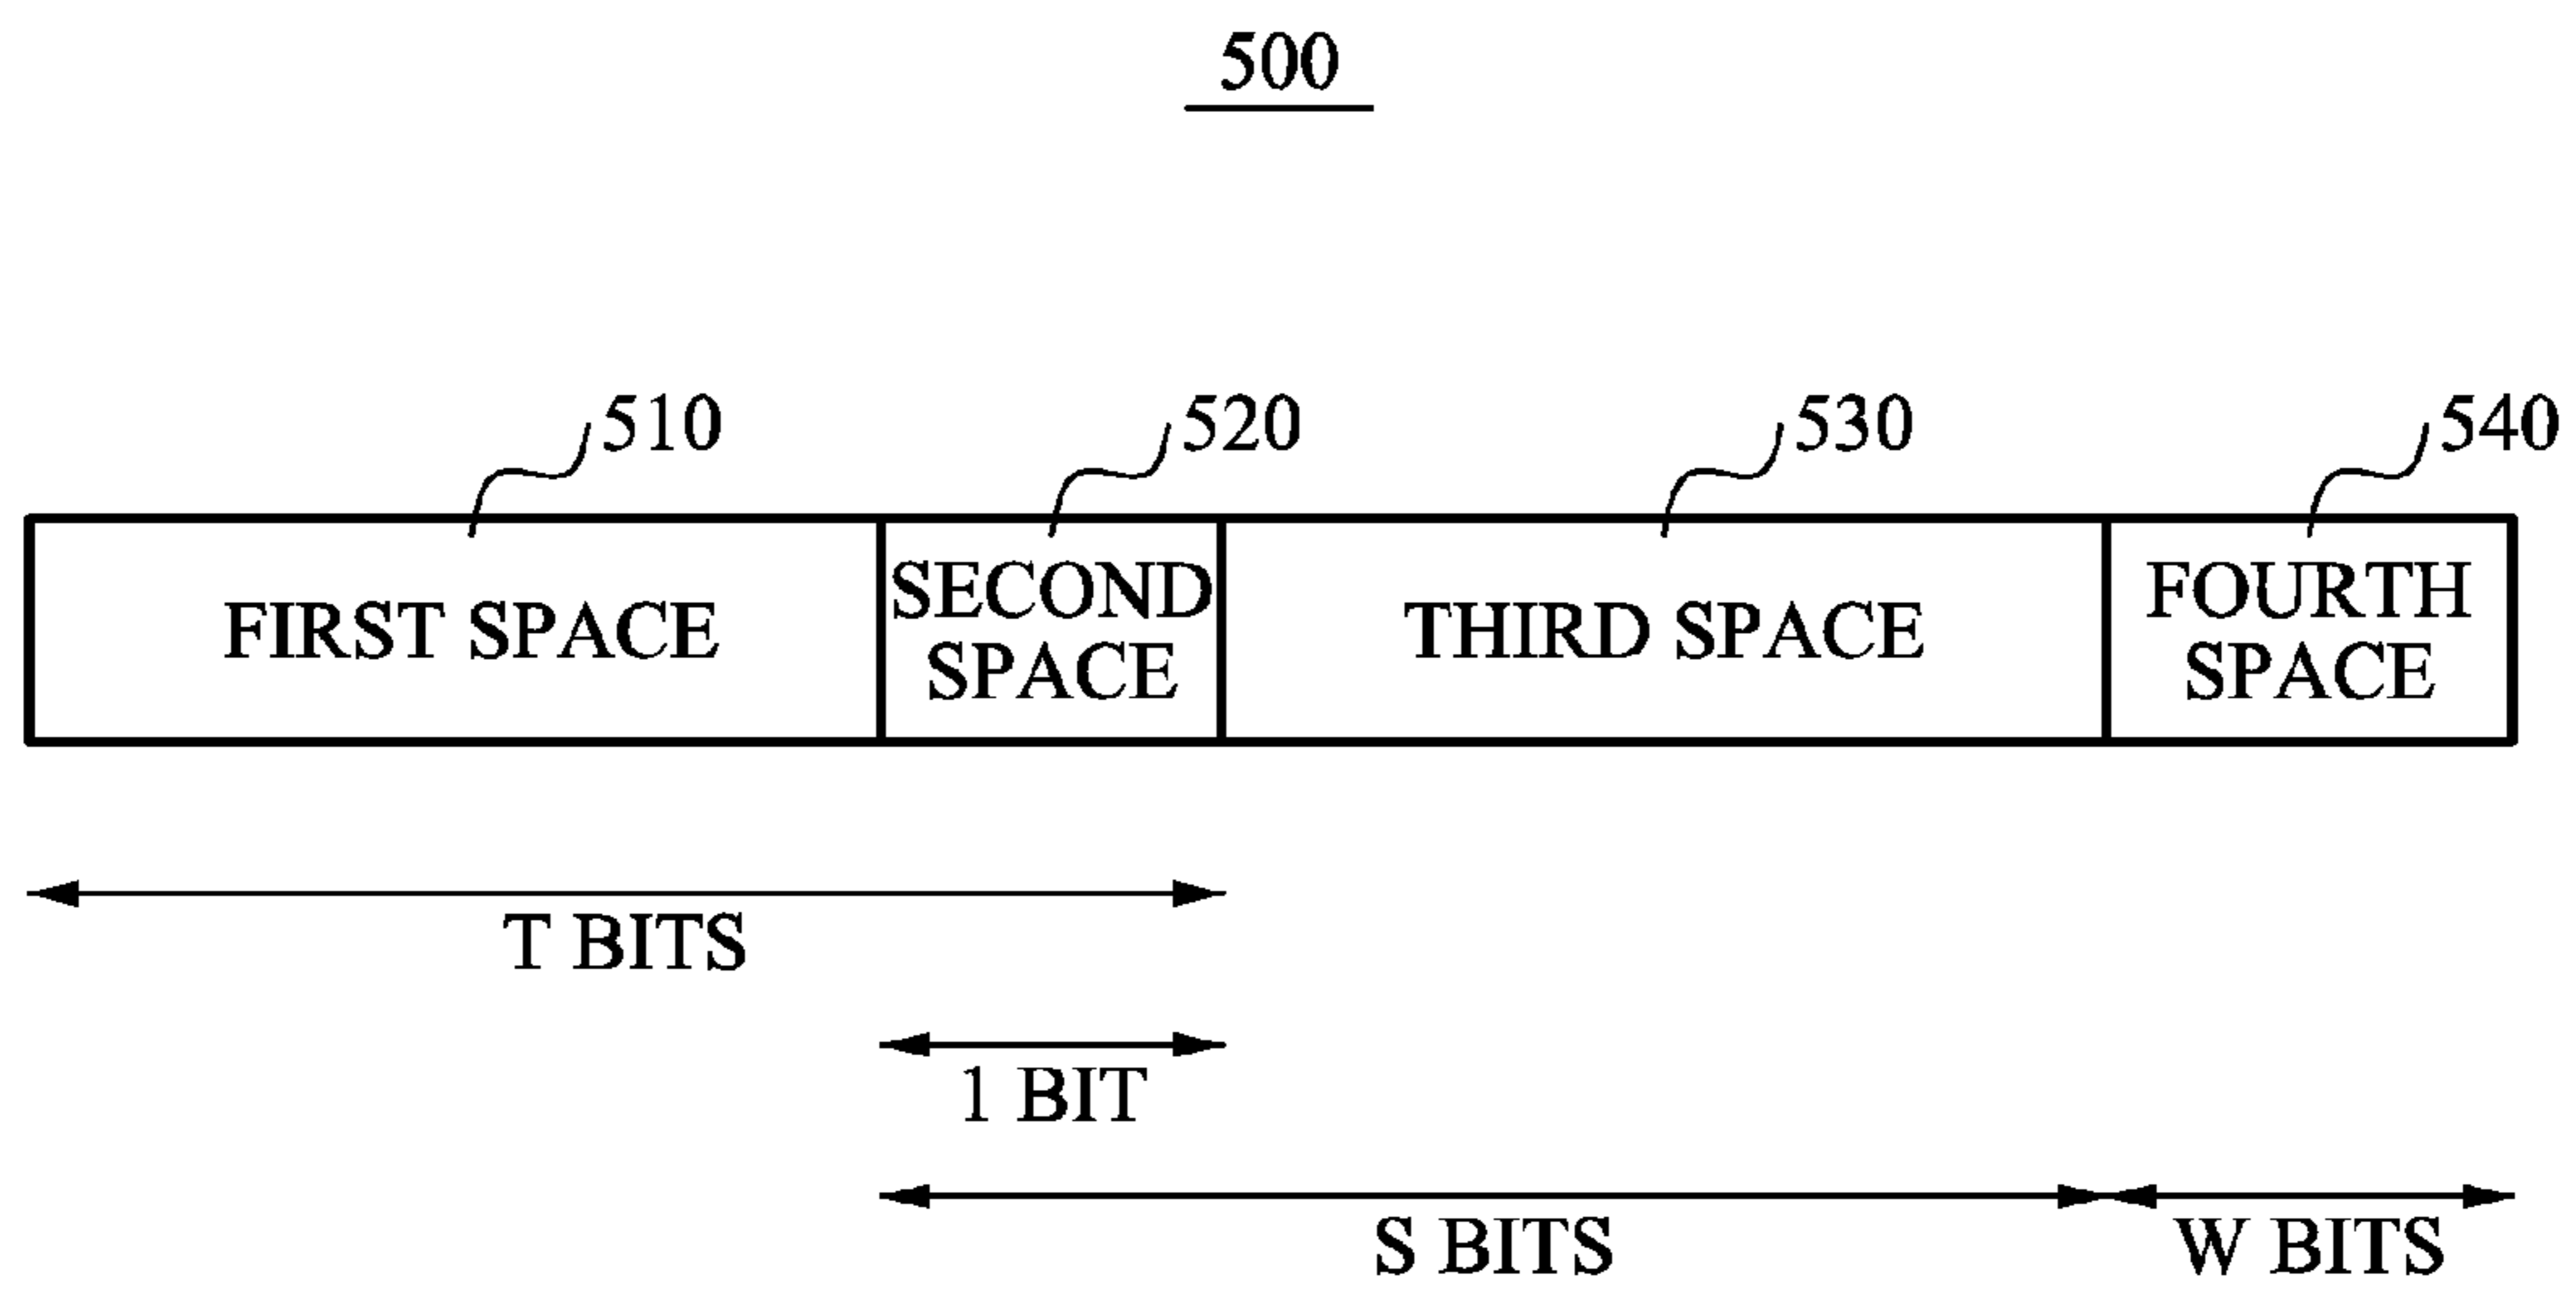 500
510
520
530
540
FIRST SPACE
SECOND
SPACE
THIRD SPACE
FOURTH
SPACE
T BITS
1 BIT
S BITS
W BITS